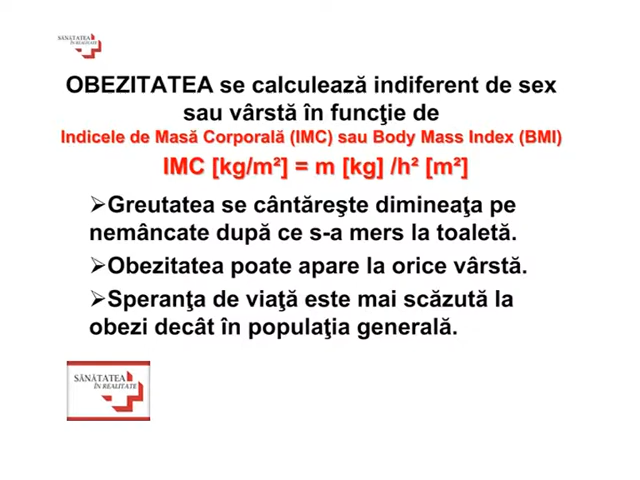 SĂNĂTATEA
ÎN REALITATE
OBEZITATEA se calculează indiferent de sex
sau vârstă în funcţie de
Indicele de Masă Corporală (IMC) sau Body Mass Index (BMI)
IMC [kg/m²] = m [kg] /h² [m²]
➢Greutatea se cântăreşte dimineaţa pe
nemâncate după ce s-a mers la toaletă.
➢Obezitatea poate apare la orice vârstă.
➢Speranţa de viaţă este mai scăzută la
obezi decât în populaţia generală.
SĂNĂTATEA
ÎN REALITATE